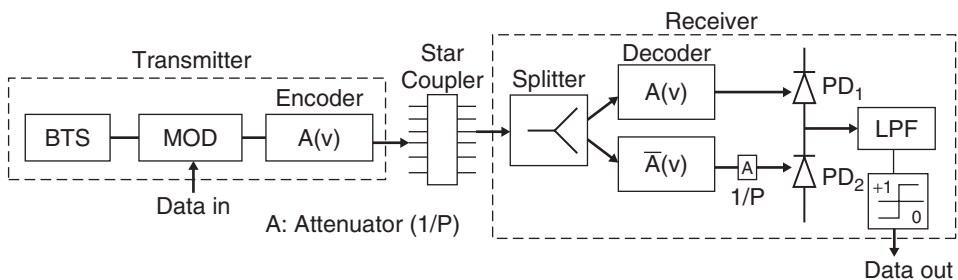 Receiver
Transmitter
Star
Coupler
Splitter
Decoder
Encoder
BTS
MOD
A(v)
A(v)
PD₁
LPF
A̅(v)
A
1/P
PD₂
+1
0
Data in
A: Attenuator (1/P)
Data out